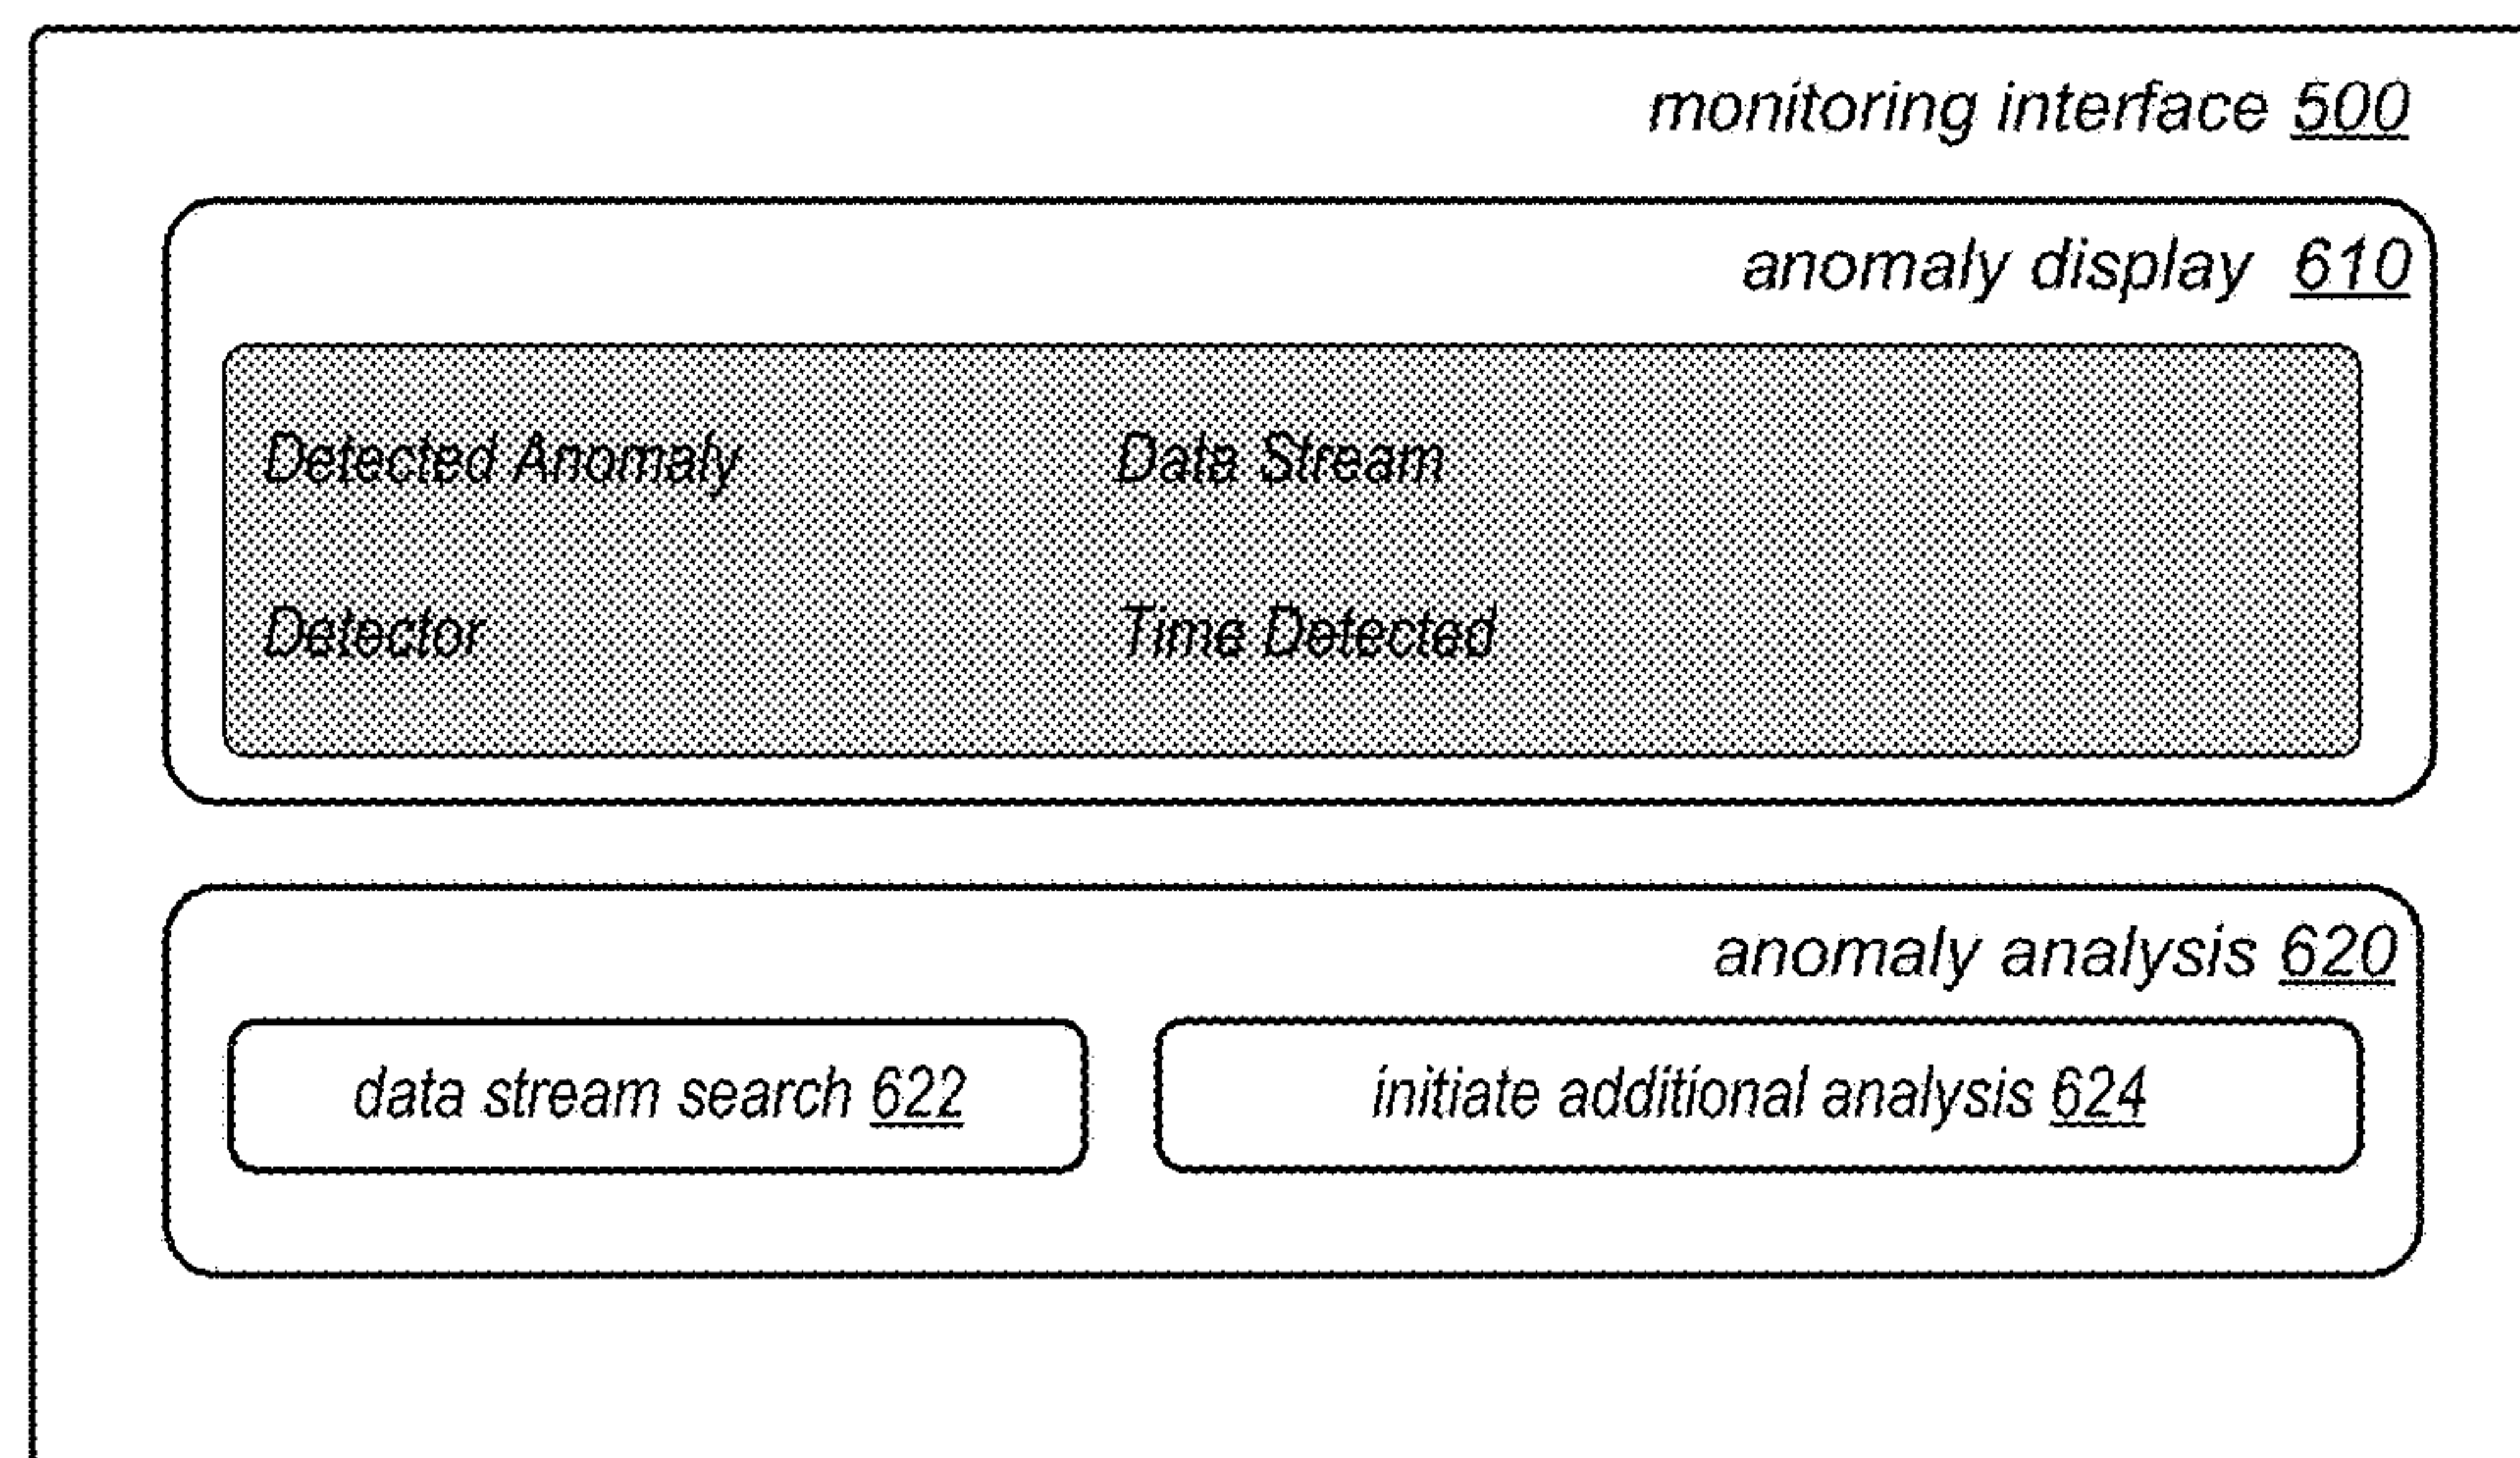 monitoring interface 500
anomaly display 610
Detected Anomaly Data Stream
Detector Time Detected
anomaly analysis 620
data stream search 622 initiate additional analysis 624